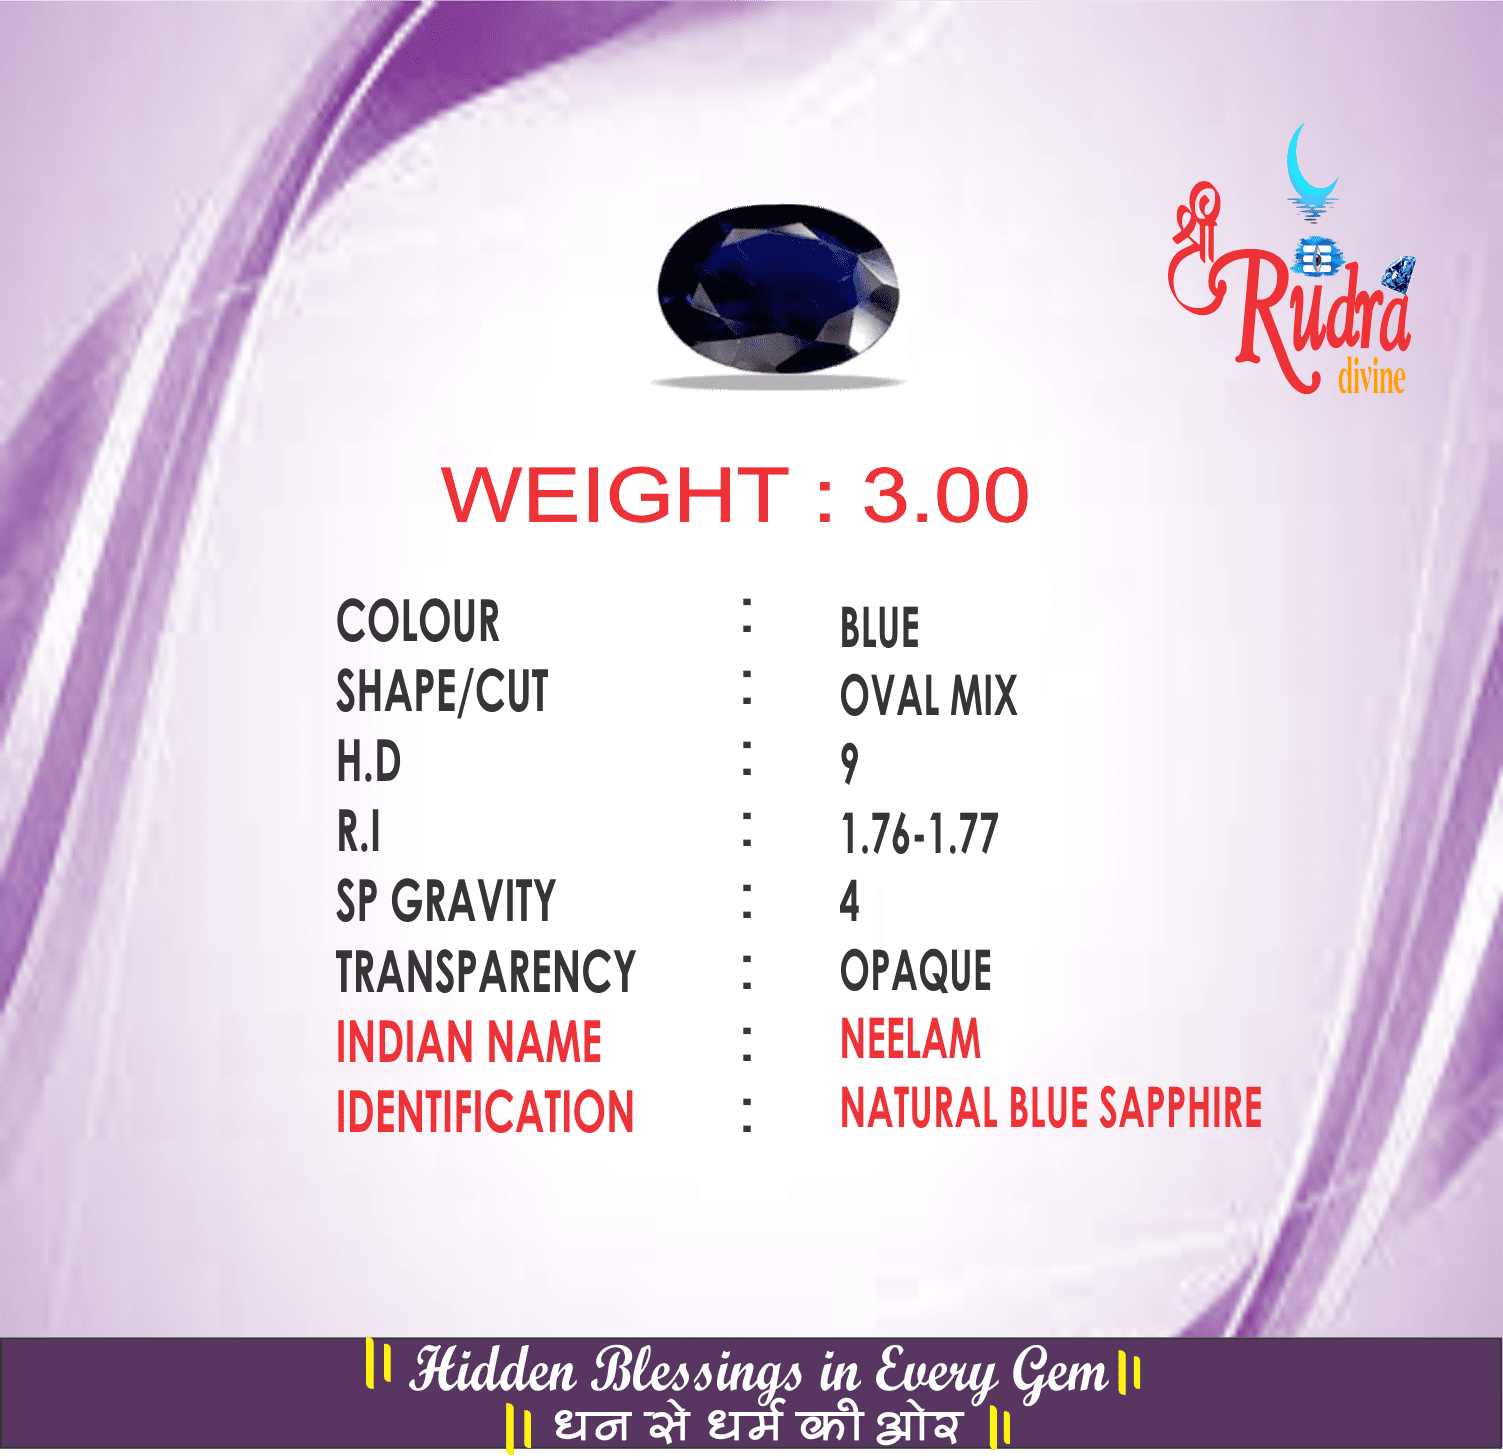 श्री
Rudra
divine
WEIGHT : 3.00
COLOUR : BLUE
SHAPE/CUT : OVAL MIX
H.D : 9
R.I : 1.76-1.77
SP GRAVITY : 4
TRANSPARENCY : OPAQUE
INDIAN NAME : NEELAM
IDENTIFICATION : NATURAL BLUE SAPPHIRE
|| Hidden Blessings in Every Gem ||
|| धन से धर्म की ओर ||